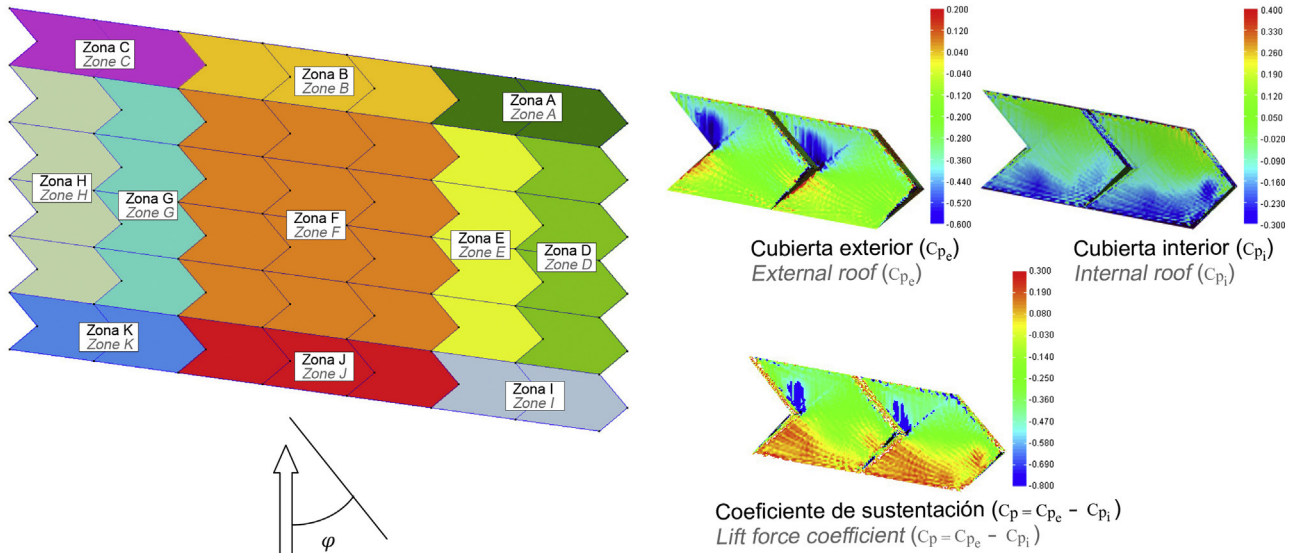 Zona C
Zone C
Zona B
Zone B
Zona A
Zone A
Zona H
Zone H
Zona G
Zone G
Zona F
Zone F
Zona E
Zone E
Zona D
Zone D
Zona K
Zone K
Zona J
Zone J
Zona I
Zone I
φ
0.200
0.120
0.040
-0.040
-0.120
-0.200
-0.280
-0.360
-0.440
-0.520
-0.600
Cubierta exterior (Cpe)
External roof (Cpe)
0.400
0.330
0.260
0.190
0.120
0.050
-0.020
-0.090
-0.160
-0.230
-0.300
Cubierta interior (Cpi)
Internal roof (Cpi)
0.300
0.190
0.080
-0.030
-0.140
-0.250
-0.360
-0.470
-0.580
-0.690
-0.800
Coeficiente de sustentación (Cp = Cpe - Cpi)
Lift force coefficient (Cp = Cpe - Cpi)